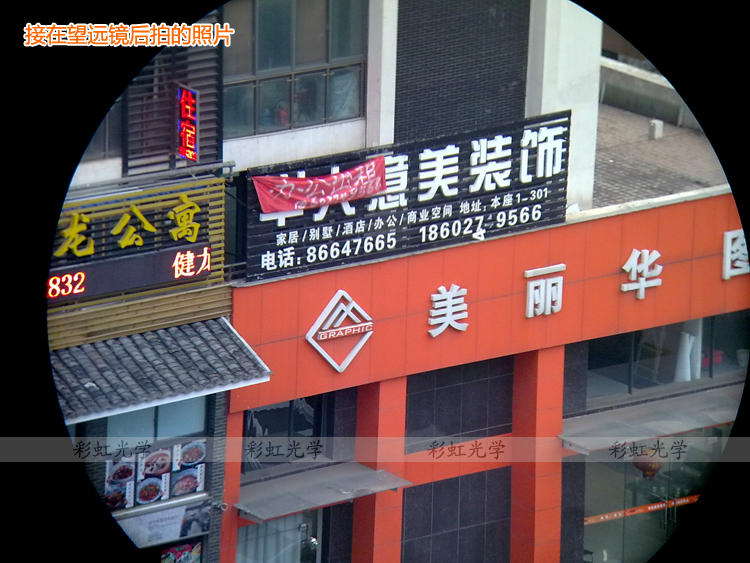 接在望远镜后拍的照片
住宿
龙公寓
832
健龙
意美装饰
家居/别墅/酒店/办公/商业空间 地址:本座1-301
电话:86647665 18602799566
GRAPHIC
美丽华图
彩虹光学 彩虹光学 彩虹光学 彩虹光学